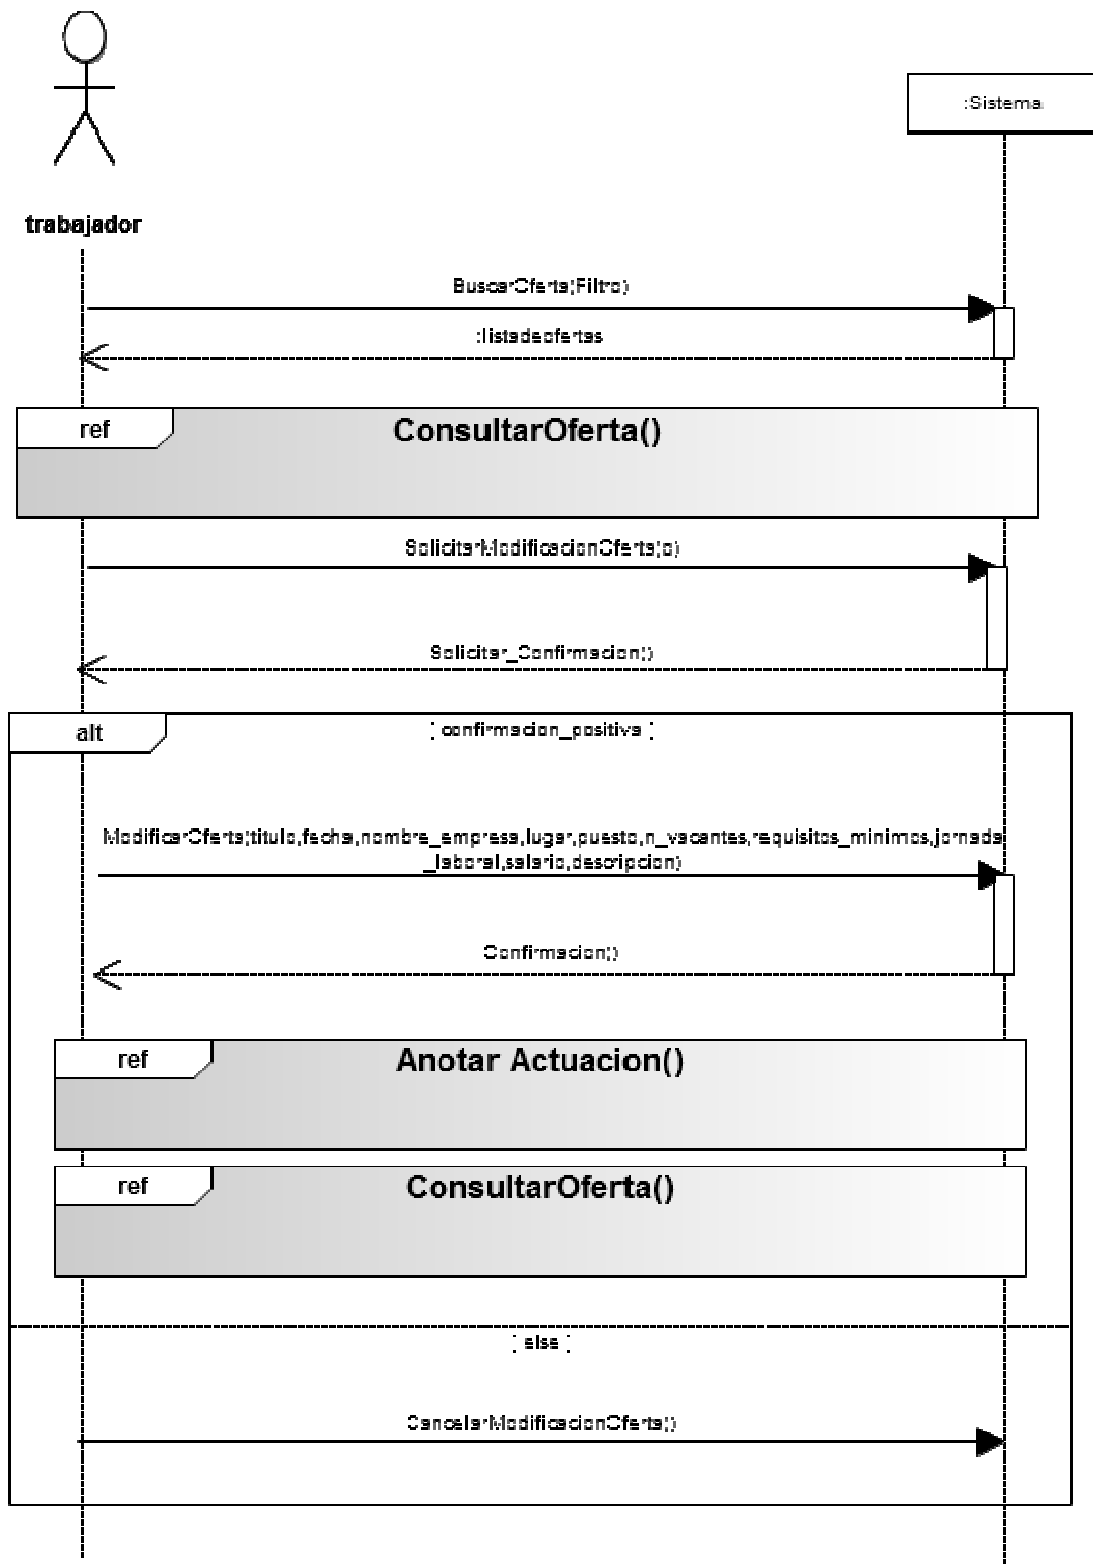 :Sistema
trabajador
BuscarOferta(Filtro)
:listadeofertas
ref
ConsultarOferta()
SolicitarModificacionOferta(o)
Solicitar_Confirmacion()
alt
[ confirmacion_positiva ]
ModificarOferta(titulo,fecha,nombre_empresa,lugar,puesto,n_vacantes,requisitos_minimos,jornada
_laboral,salario,descripcion)
Confirmacion()
ref
Anotar Actuacion()
ref
ConsultarOferta()
[ else ]
CancelarModificacionOferta()